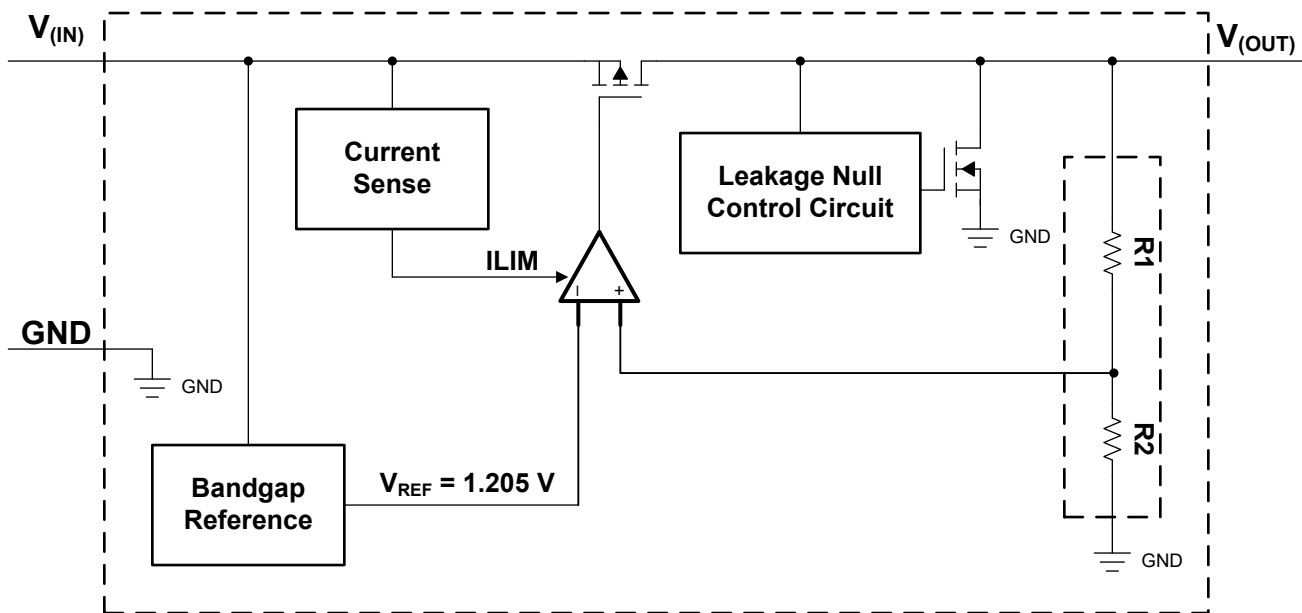 V(IN)
V(OUT)
Current
Sense
Leakage Null
Control Circuit
GND
R1
ILIM
– +
GND
GND
R2
Bandgap
Reference
VREF = 1.205 V
GND